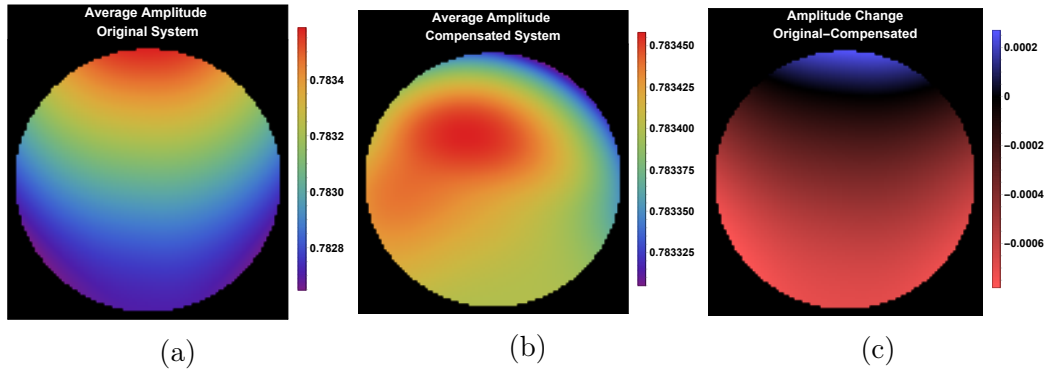 Average Amplitude
Original System
0.7834
0.7832
0.7830
0.7828
(a)
Average Amplitude
Compensated System
0.783450
0.783425
0.783400
0.783375
0.783350
0.783325
(b)
Amplitude Change
Original−Compensated
0.0002
0
−0.0002
−0.0004
−0.0006
(c)